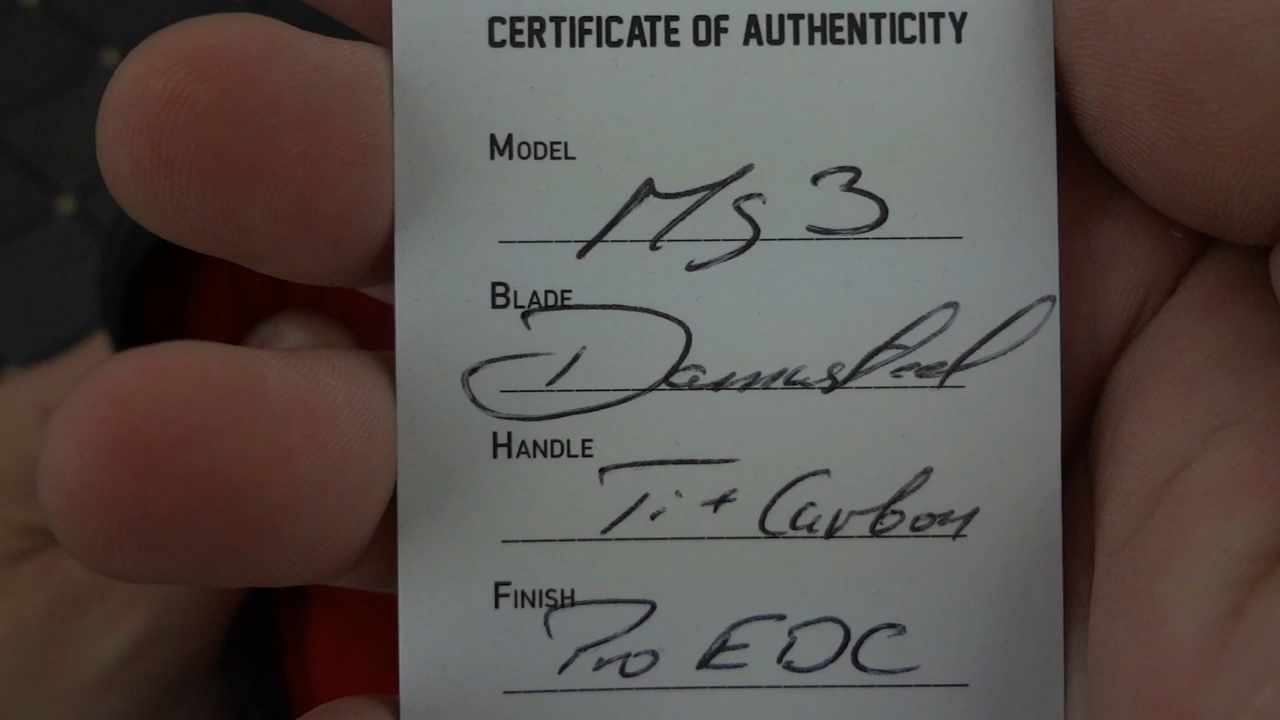 CERTIFICATE OF AUTHENTICITY
MODEL
Ms 3
BLADE
Damasteel
HANDLE
Ti + Carbon
FINISH
Pro EDC